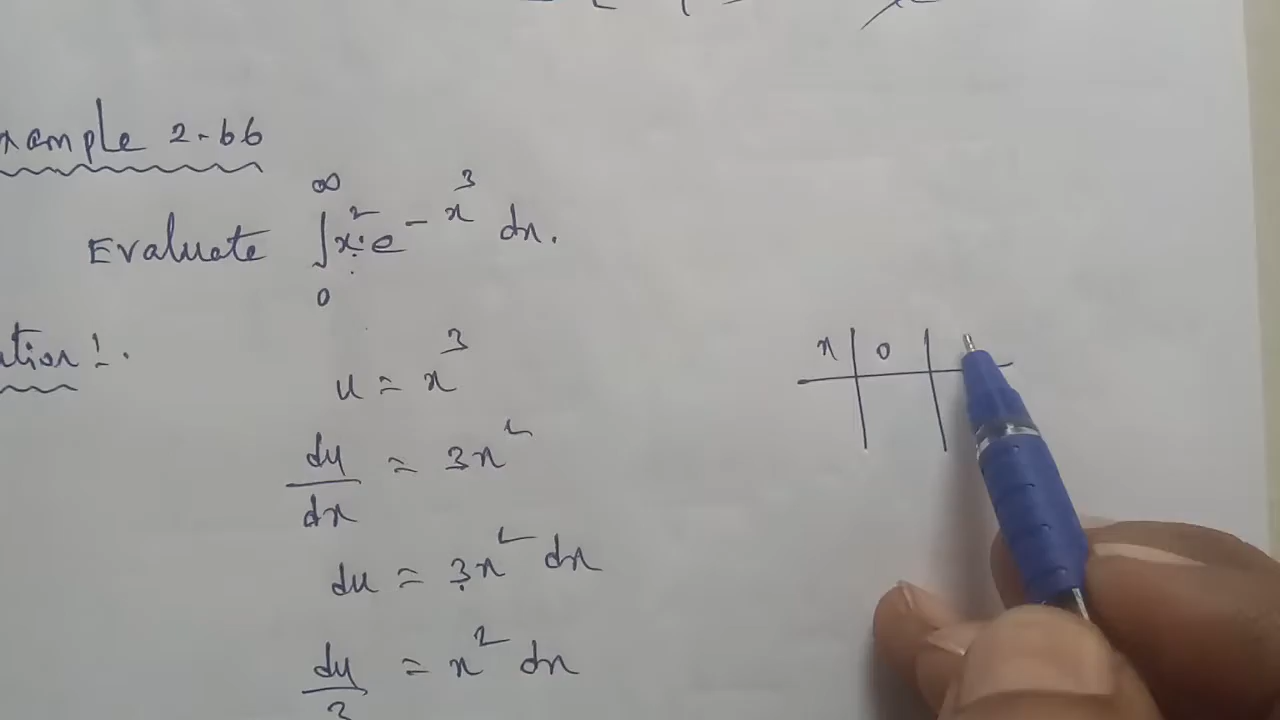 xample 2.66
Evaluate ∫₀^∞ x².e^-x³ dx.
ution:.
u = x³
du/dx = 3x²
du = 3x² dx
du/3 = x² dx
x | 0 |